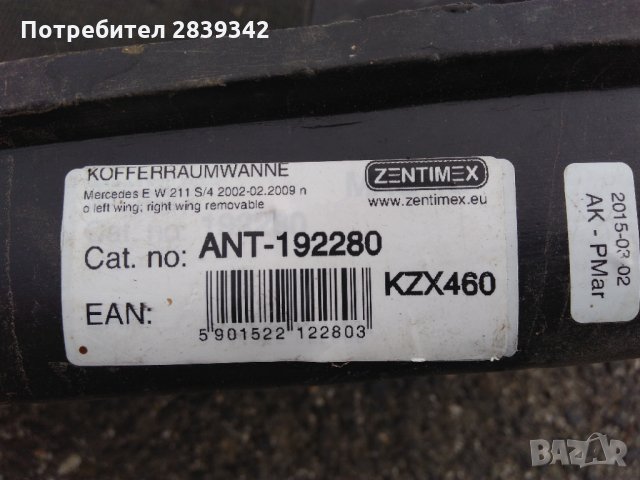 Потребител 2839342
KOFFERRAUMWANNE
Mercedes E W 211 S/4 2002-02.2009 n
o left wing; right wing removable
ZENTIMEX
www.zentimex.eu
Cat. no: ANT-192280
KZX460
EAN:
5 901522 122803
2015-03-02
AK - PMar
BAZAR